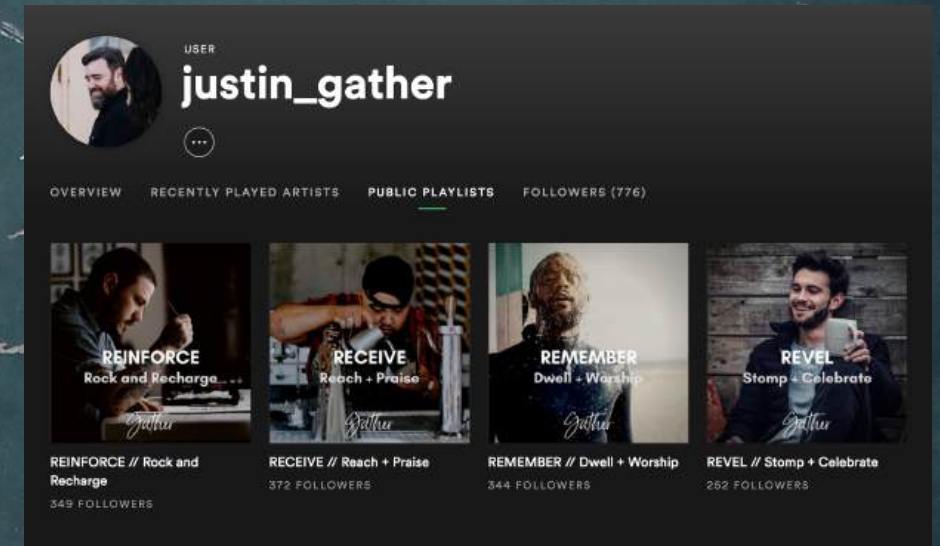 USER
justin_gather
OVERVIEW RECENTLY PLAYED ARTISTS PUBLIC PLAYLISTS FOLLOWERS (776)
REINFORCE
Rock and Recharge
Gather
RECEIVE
Reach + Praise
Gather
REMEMBER
Dwell + Worship
Gather
REVEL
Stomp + Celebrate
Gather
REINFORCE // Rock and
Recharge
349 FOLLOWERS
RECEIVE // Reach + Praise
372 FOLLOWERS
REMEMBER // Dwell + Worship
344 FOLLOWERS
REVEL // Stomp + Celebrate
252 FOLLOWERS